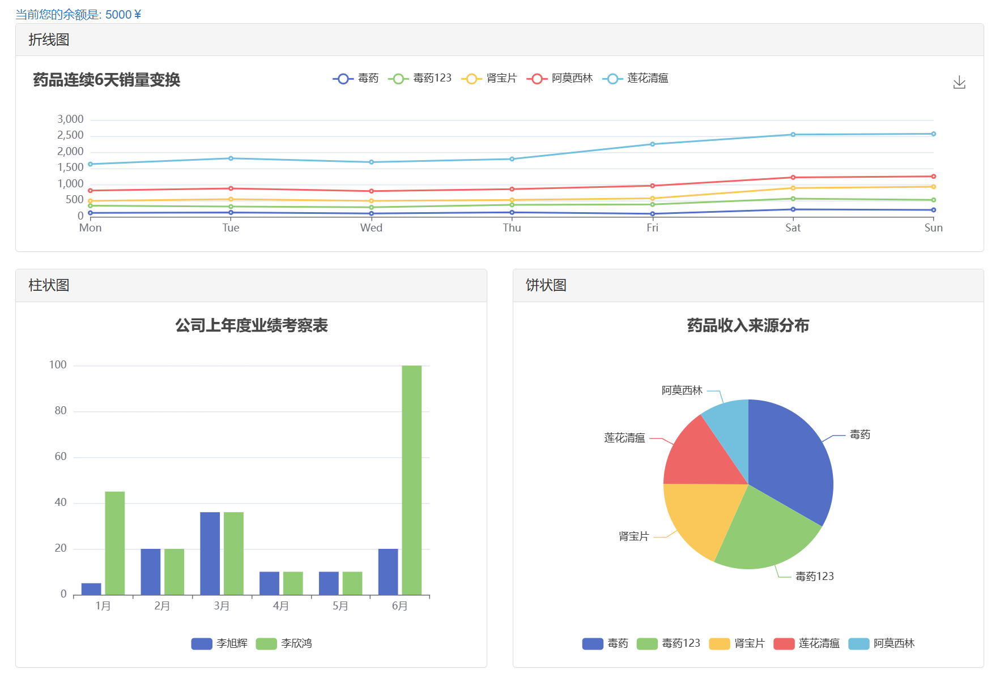 当前您的余额是: 5000 ¥
折线图
药品连续6天销量变换
毒药 毒药123 肾宝片 阿莫西林 莲花清瘟
3,000
2,500
2,000
1,500
1,000
500
0
Mon Tue Wed Thu Fri Sat Sun
柱状图
公司上年度业绩考察表
100
80
60
40
20
0
1月 2月 3月 4月 5月 6月
李旭辉 李欣鸿
饼状图
药品收入来源分布
阿莫西林
毒药
莲花清瘟
肾宝片
毒药123
毒药 毒药123 肾宝片 莲花清瘟 阿莫西林